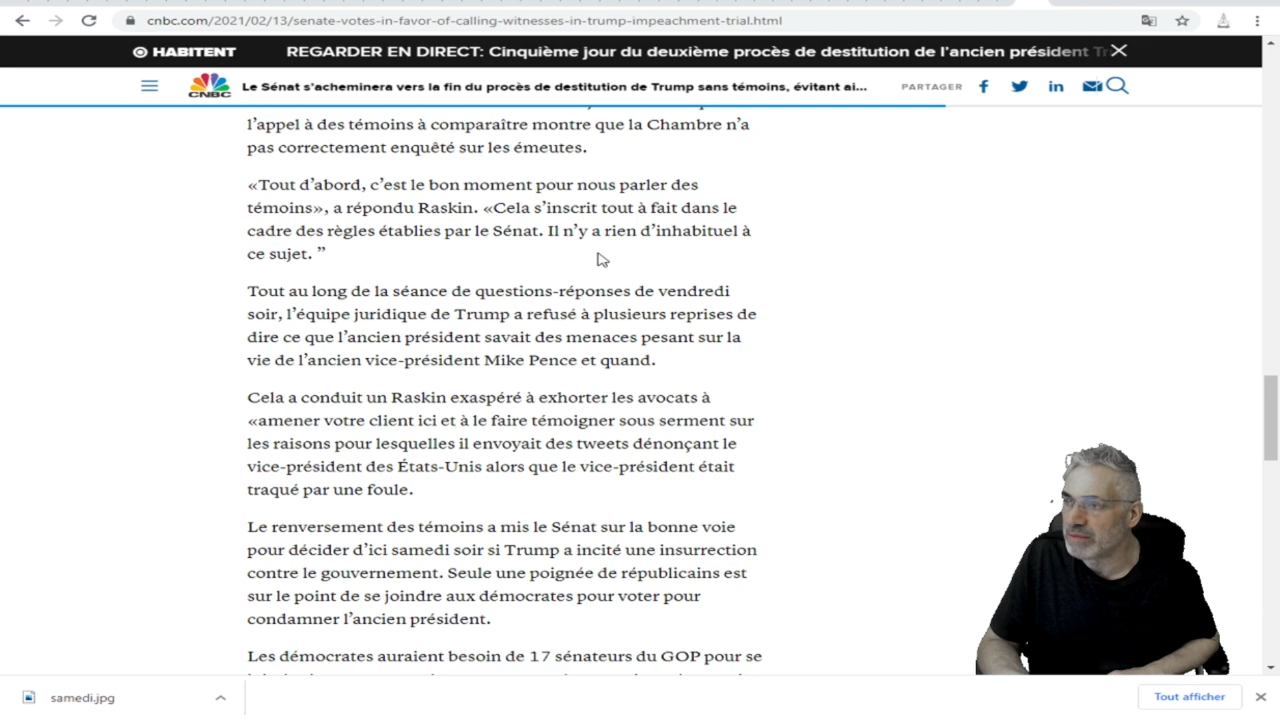 cnbc.com/2021/02/13/senate-votes-in-favor-of-calling-witnesses-in-trump-impeachment-trial.html
HABITENT REGARDER EN DIRECT: Cinquième jour du deuxième procès de destitution de l'ancien président Tr
CNBC Le Sénat s'acheminera vers la fin du procès de destitution de Trump sans témoins, évitant ai... PARTAGER
l'appel à des témoins à comparaître montre que la Chambre n'a
pas correctement enquêté sur les émeutes.
«Tout d'abord, c'est le bon moment pour nous parler des
témoins», a répondu Raskin. «Cela s'inscrit tout à fait dans le
cadre des règles établies par le Sénat. Il n'y a rien d'inhabituel à
ce sujet. ”
Tout au long de la séance de questions-réponses de vendredi
soir, l'équipe juridique de Trump a refusé à plusieurs reprises de
dire ce que l'ancien président savait des menaces pesant sur la
vie de l'ancien vice-président Mike Pence et quand.
Cela a conduit un Raskin exaspéré à exhorter les avocats à
«amener votre client ici et à le faire témoigner sous serment sur
les raisons pour lesquelles il envoyait des tweets dénonçant le
vice-président des États-Unis alors que le vice-président était
traqué par une foule.
Le renversement des témoins a mis le Sénat sur la bonne voie
pour décider d'ici samedi soir si Trump a incité une insurrection
contre le gouvernement. Seule une poignée de républicains est
sur le point de se joindre aux démocrates pour voter pour
condamner l'ancien président.
Les démocrates auraient besoin de 17 sénateurs du GOP pour se
samedi.jpg
Tout afficher